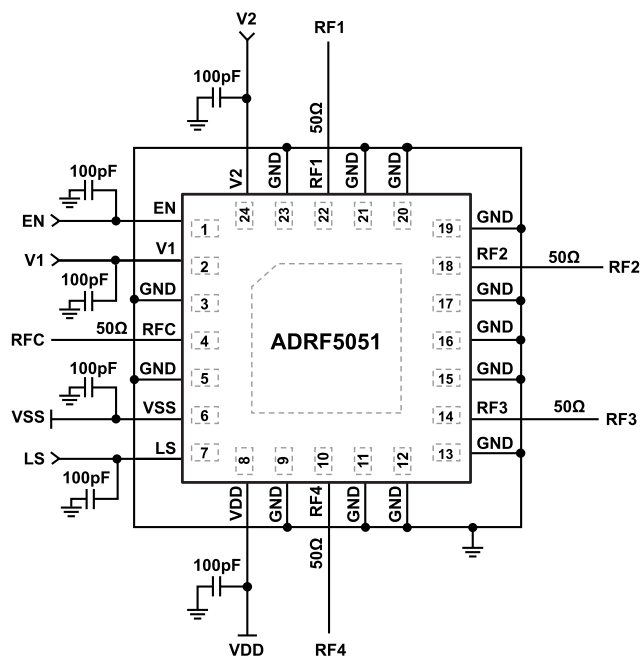 V2
RF1
100pF
50Ω
V2
GND
RF1
GND
GND
100pF
EN
EN
24
23
22
21
20
1
19
GND
V1
V1
2
18
RF2
50Ω
RF2
100pF
GND
3
17
GND
RFC
50Ω
RFC
4
ADRF5051
16
GND
GND
5
15
GND
100pF
VSS
VSS
6
14
RF3
50Ω
RF3
LS
LS
7
13
GND
100pF
8
9
10
11
12
VDD
GND
RF4
GND
GND
50Ω
100pF
VDD
RF4